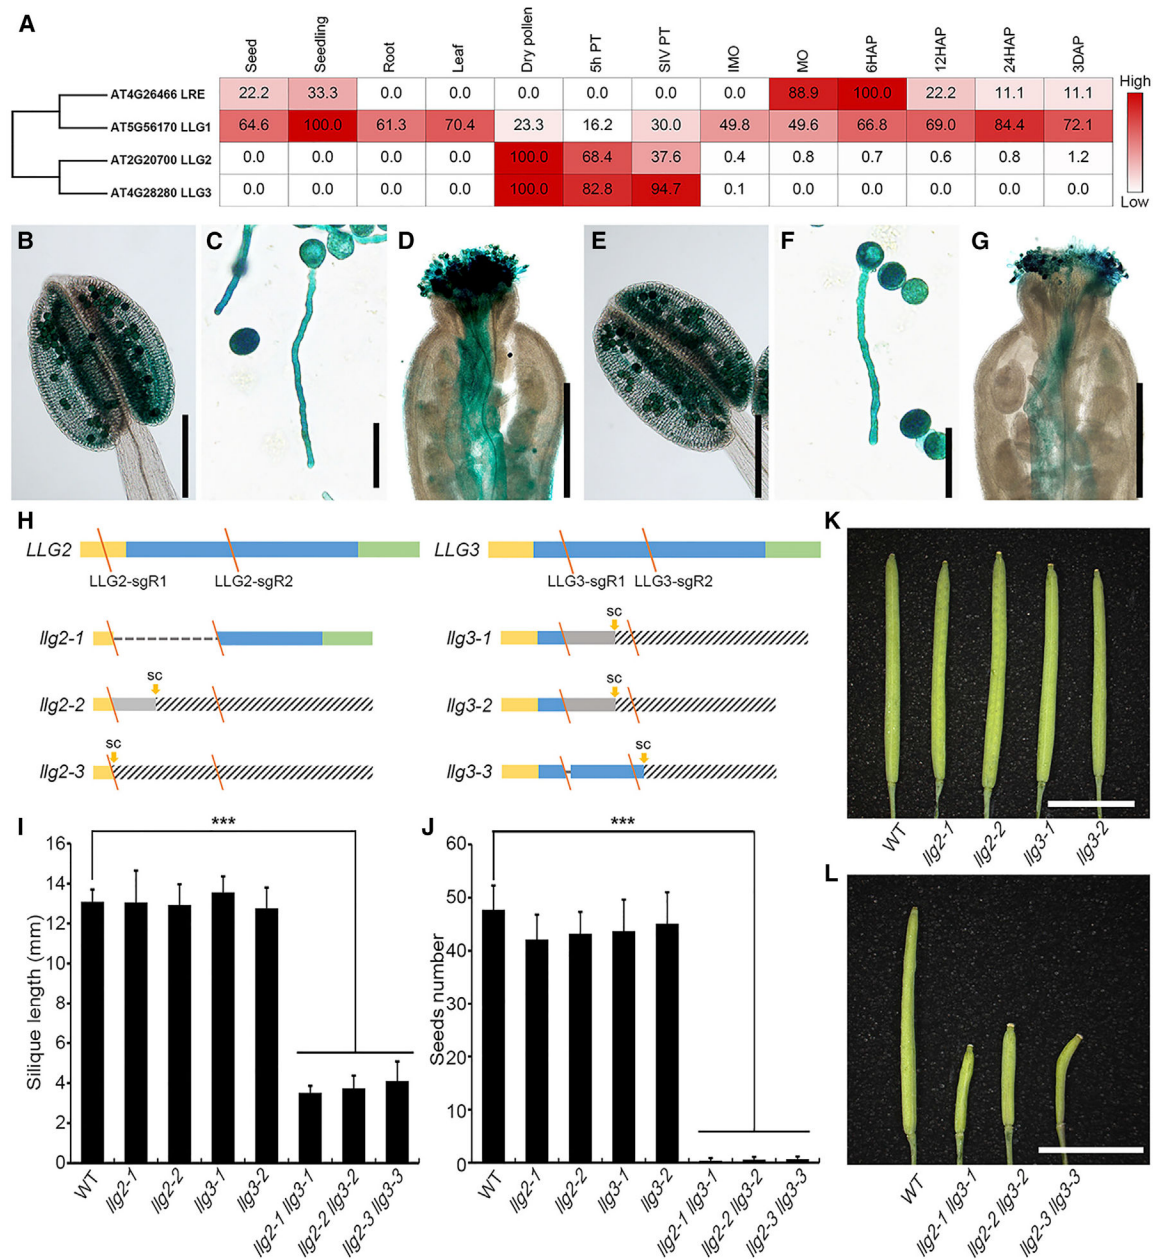 A
Seed Seedling Root Leaf Dry pollen 5h PT SIV PT IMO MO 6HAP 12HAP 24HAP 3DAP
AT4G26466 LRE 22.2 33.3 0.0 0.0 0.0 0.0 0.0 0.0 88.9 100.0 22.2 11.1 11.1
AT5G56170 LLG1 64.6 100.0 61.3 70.4 23.3 16.2 30.0 49.8 49.6 66.8 69.0 84.4 72.1
AT2G20700 LLG2 0.0 0.0 0.0 0.0 100.0 68.4 37.6 0.4 0.8 0.7 0.6 0.8 1.2
AT4G28280 LLG3 0.0 0.0 0.0 0.0 100.0 82.8 94.7 0.1 0.0 0.0 0.0 0.0 0.0
High
Low
B C D E F G
H
LLG2
LLG2-sgR1 LLG2-sgR2
llg2-1
sc
llg2-2
sc
llg2-3
LLG3
LLG3-sgR1 LLG3-sgR2
sc
llg3-1
sc
llg3-2
sc
llg3-3
I
***
Silique length (mm)
16
14
12
10
8
6
4
2
0
WT llg2-1 llg2-2 llg3-1 llg3-2 llg2-1 llg3-1 llg2-2 llg3-2 llg2-3 llg3-3
J
***
Seeds number
60
50
40
30
20
10
0
WT llg2-1 llg2-2 llg3-1 llg3-2 llg2-1 llg3-1 llg2-2 llg3-2 llg2-3 llg3-3
K
WT llg2-1 llg2-2 llg3-1 llg3-2
L
WT llg2-1 llg3-1 llg2-2 llg3-2 llg2-3 llg3-3